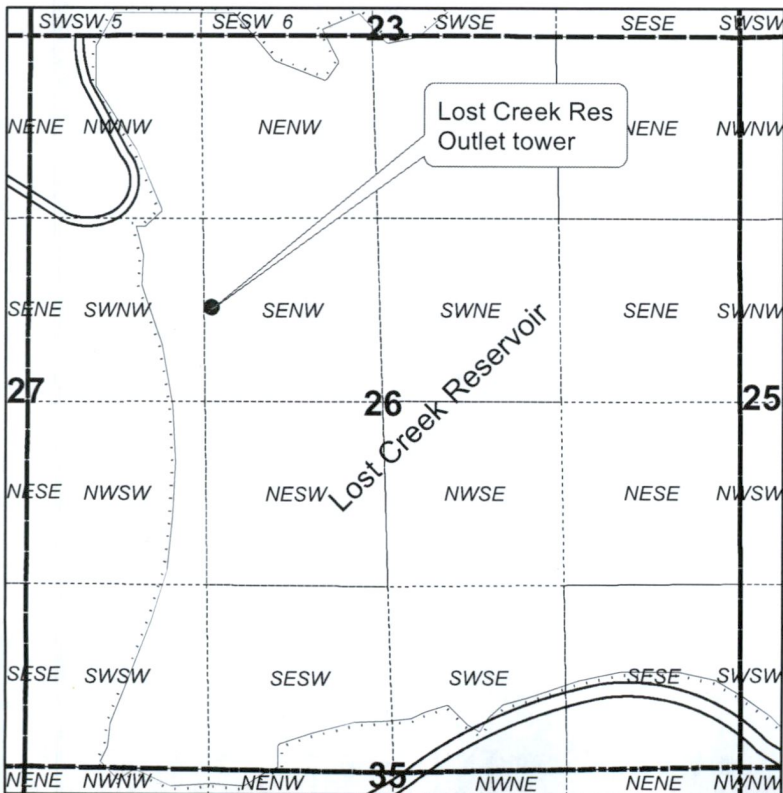 SWSW 5 SESW 6 23 SWSE SESE SWSW
NENE NWNW NENW NENE NWNW
Lost Creek Res
Outlet tower
SENE SWNW SENW SWNE SENE SWNW
Lost Creek Reservoir
27 26 25
NESE NWSW NESW NWSE NESE NWSW
SESE SWSW SESW SWSE SESE SWSW
35
NENE NWNW NENW NWNE NENE NWNW